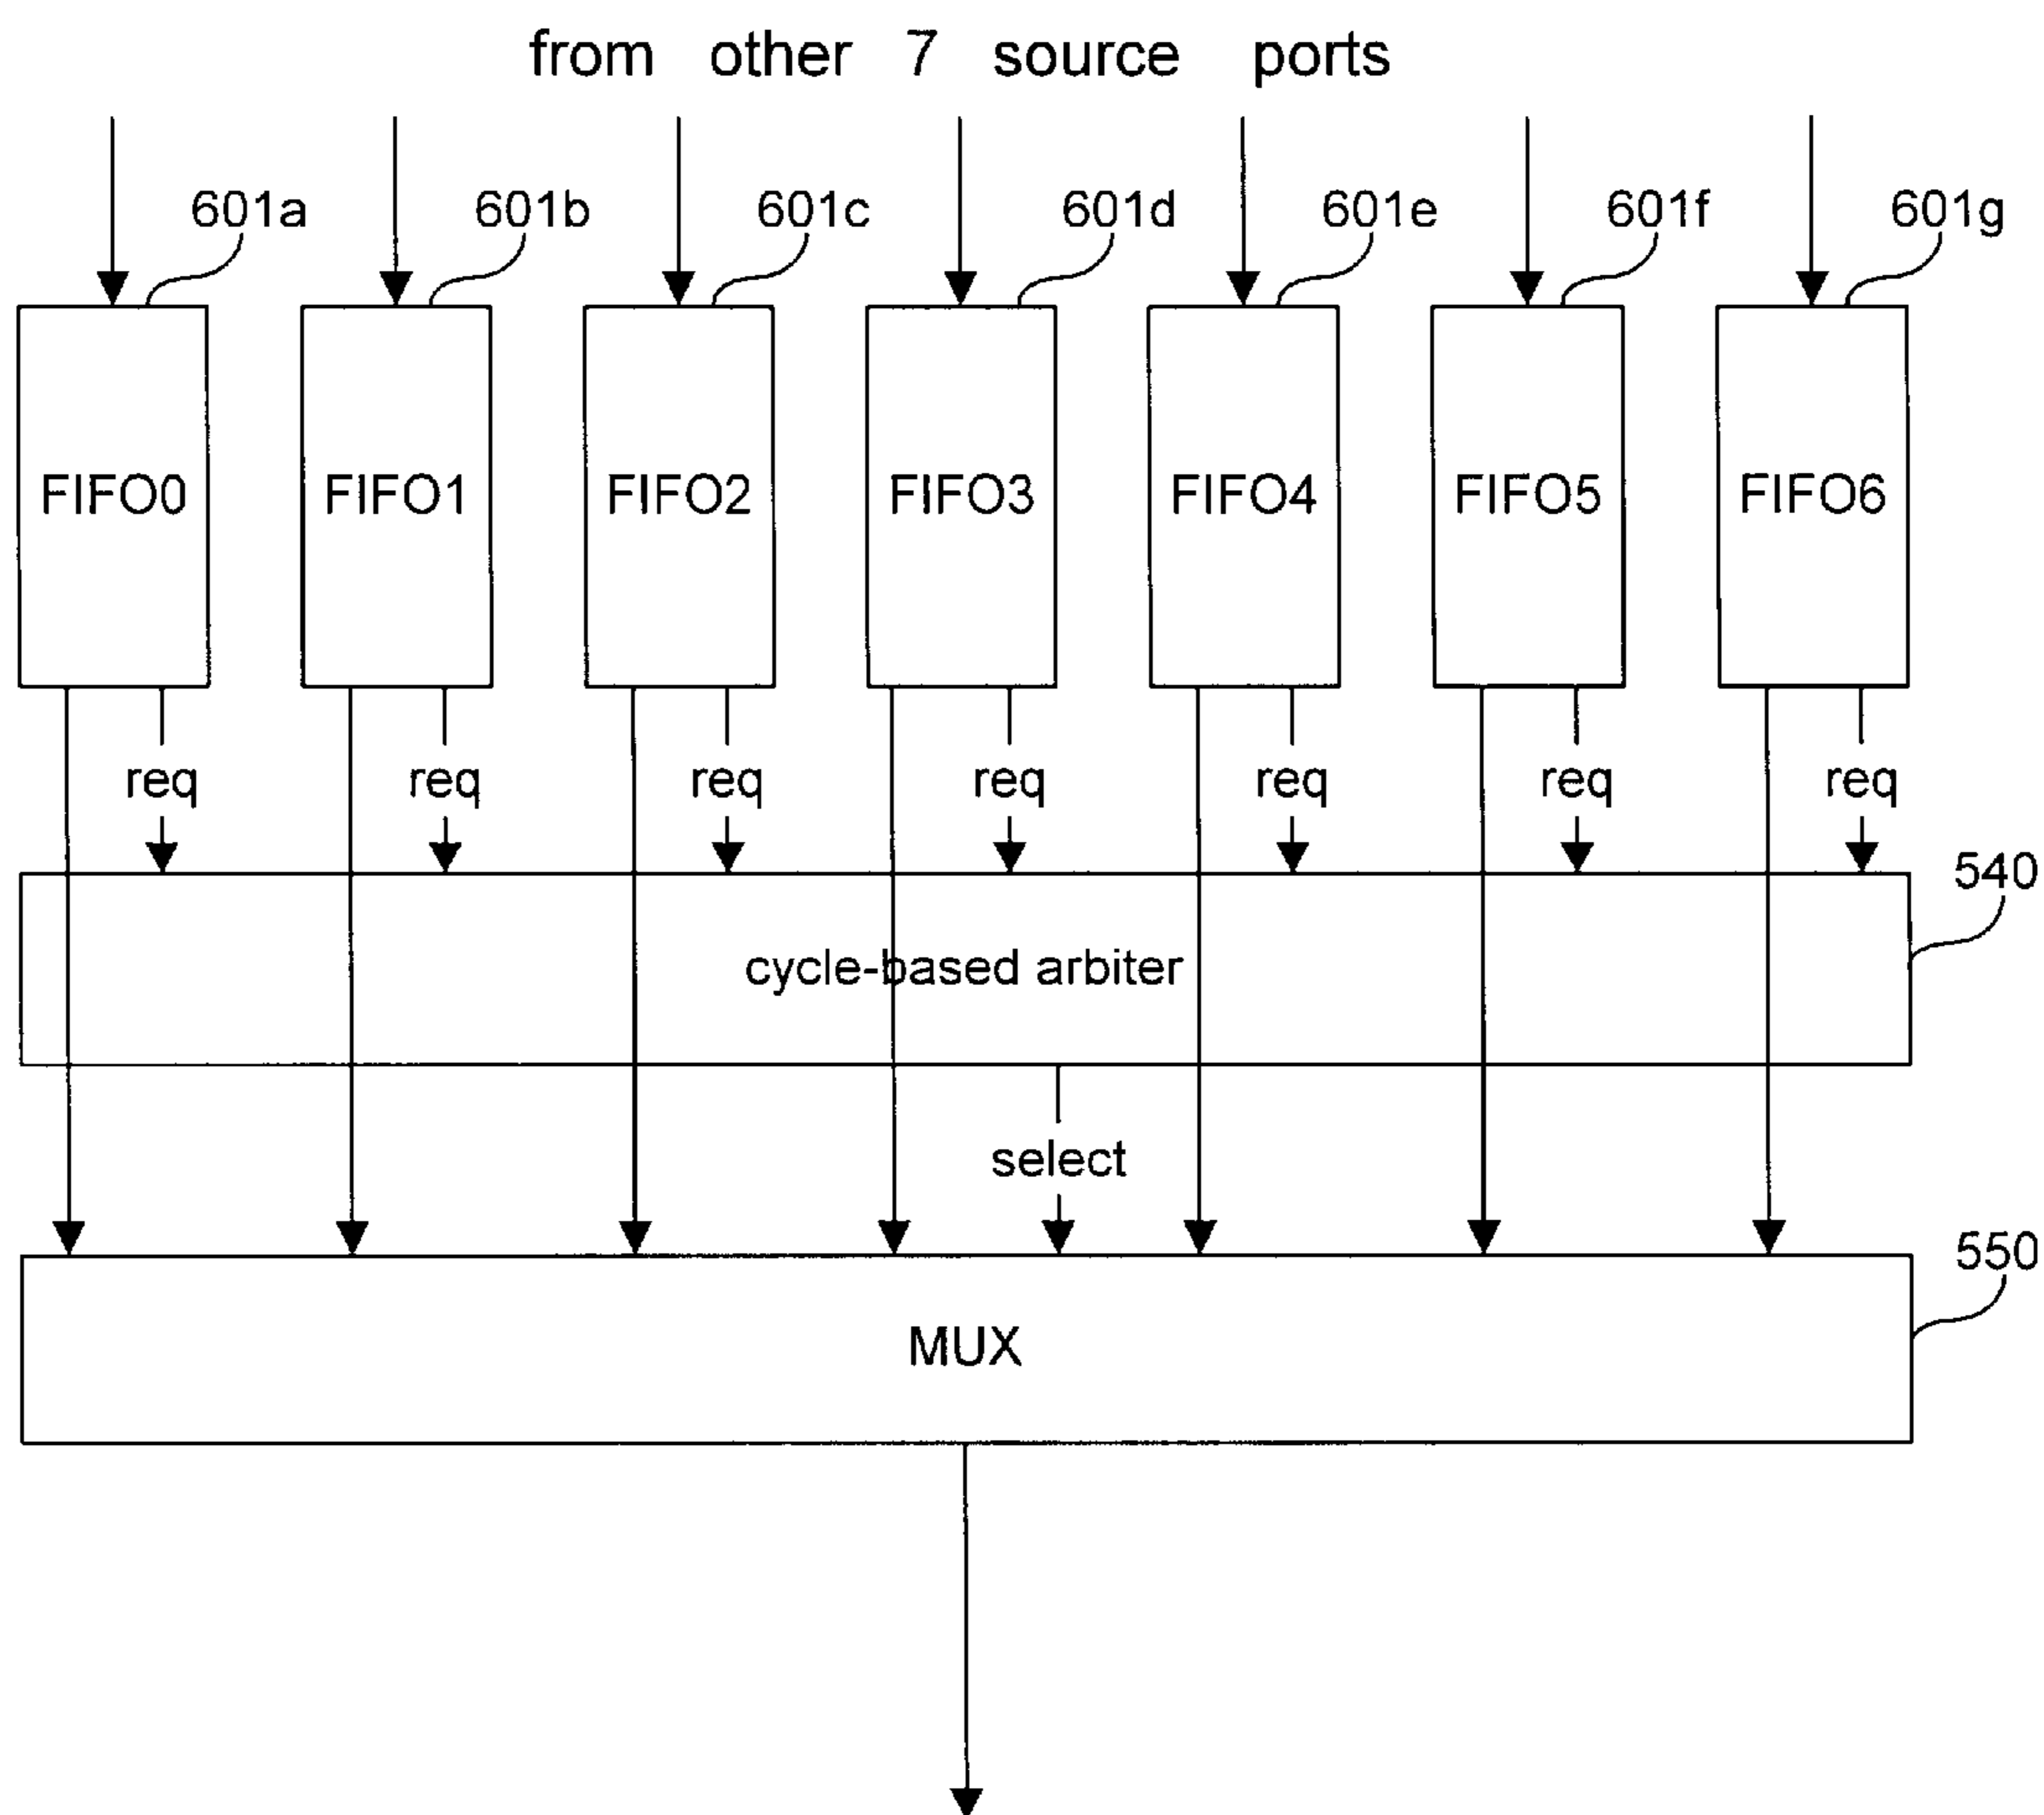 from other 7 source ports
601a 601b 601c 601d 601e 601f 601g
FIFO0 FIFO1 FIFO2 FIFO3 FIFO4 FIFO5 FIFO6
req req req req req req req
540
cycle-based arbiter
select
550
MUX